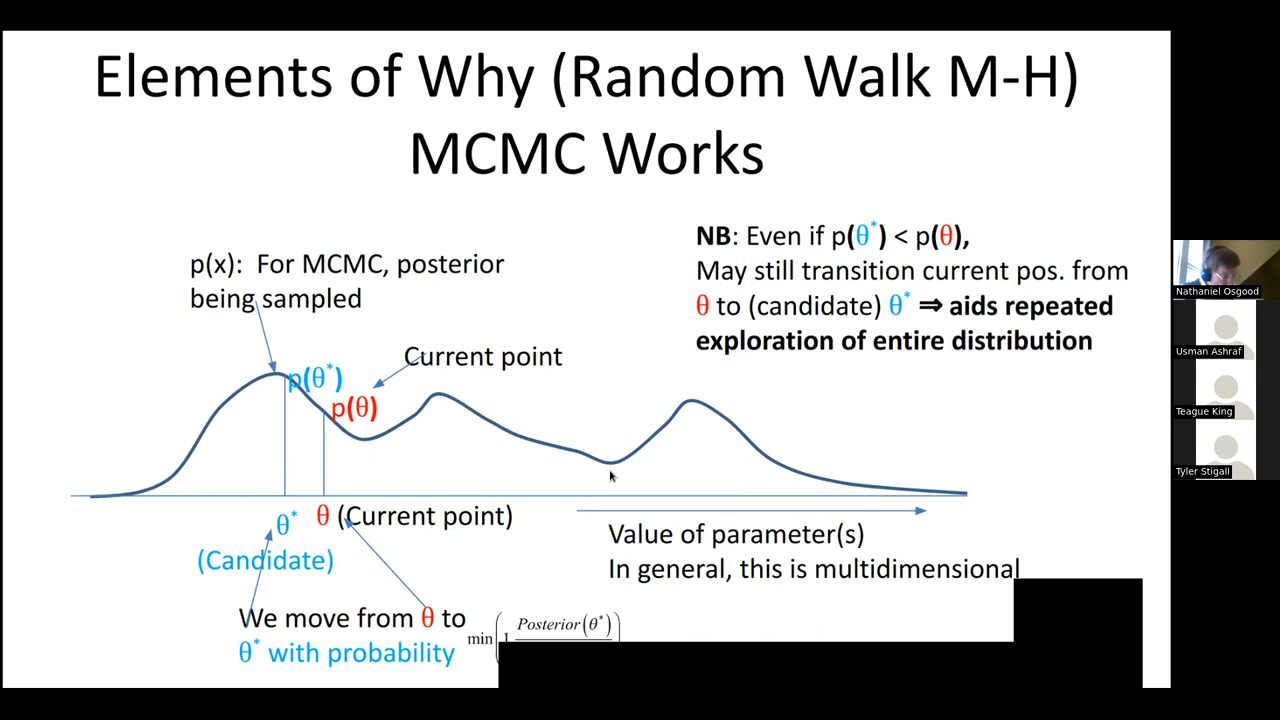 Elements of Why (Random Walk M-H)
MCMC Works
NB: Even if p(θ*) < p(θ),
May still transition current pos. from
θ to (candidate) θ* ⇒ aids repeated
exploration of entire distribution
p(x): For MCMC, posterior
being sampled
Current point
p(θ*)
p(θ)
θ*
θ (Current point)
(Candidate)
Value of parameter(s)
In general, this is multidimensional
We move from θ to
θ* with probability
min(1, Posterior(θ*)
Nathaniel Osgood
Usman Ashraf
Teague King
Tyler Stigall